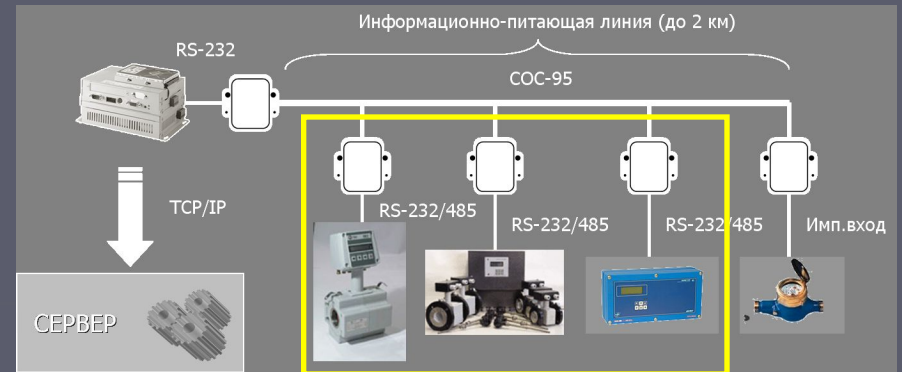 Информационно-питающая линия (до 2 км)
RS-232
СОС-95
TCP/IP
RS-232/485
RS-232/485
RS-232/485
Имп.вход
СЕРВЕР